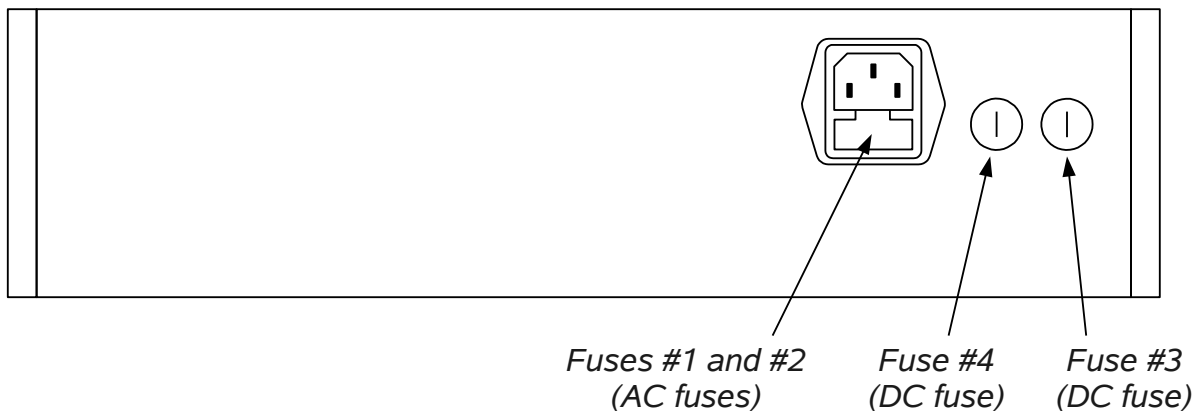 Fuses #1 and #2
(AC fuses)
Fuse #4
(DC fuse)
Fuse #3
(DC fuse)